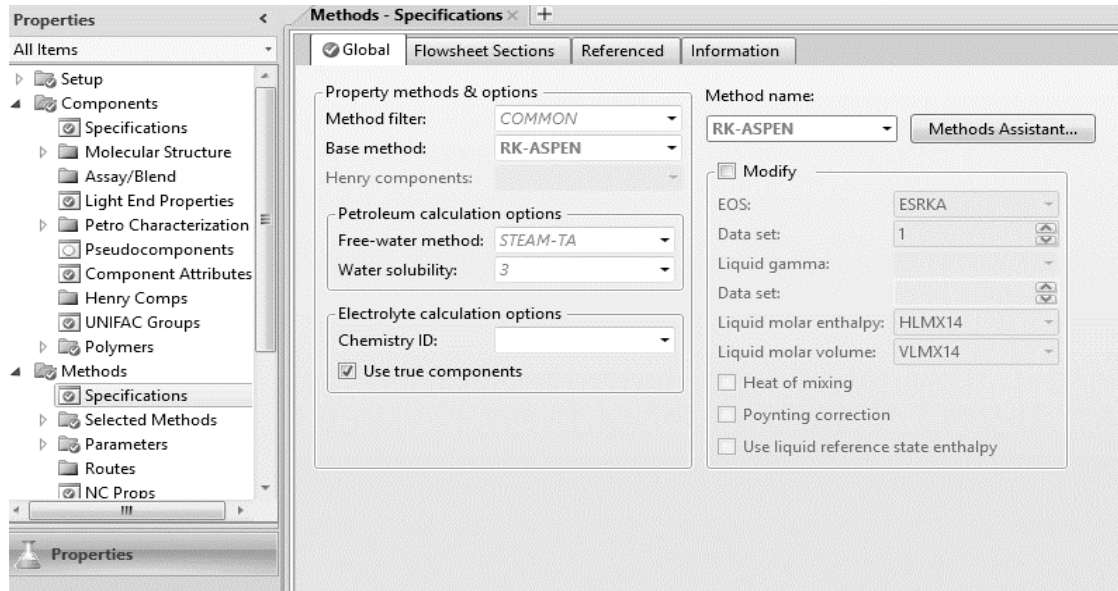 Properties
All Items
Setup
Components
Specifications
Molecular Structure
Assay/Blend
Light End Properties
Petro Characterization
Pseudocomponents
Component Attributes
Henry Comps
UNIFAC Groups
Polymers
Methods
Specifications
Selected Methods
Parameters
Routes
NC Props
Properties
Methods - Specifications
Global Flowsheet Sections Referenced Information
Property methods & options
Method filter: COMMON
Base method: RK-ASPEN
Henry components:
Petroleum calculation options
Free-water method: STEAM-TA
Water solubility: 3
Electrolyte calculation options
Chemistry ID:
Use true components
Method name:
RK-ASPEN Methods Assistant...
Modify
EOS: ESRKA
Data set: 1
Liquid gamma:
Data set:
Liquid molar enthalpy: HLMX14
Liquid molar volume: VLMX14
Heat of mixing
Poynting correction
Use liquid reference state enthalpy